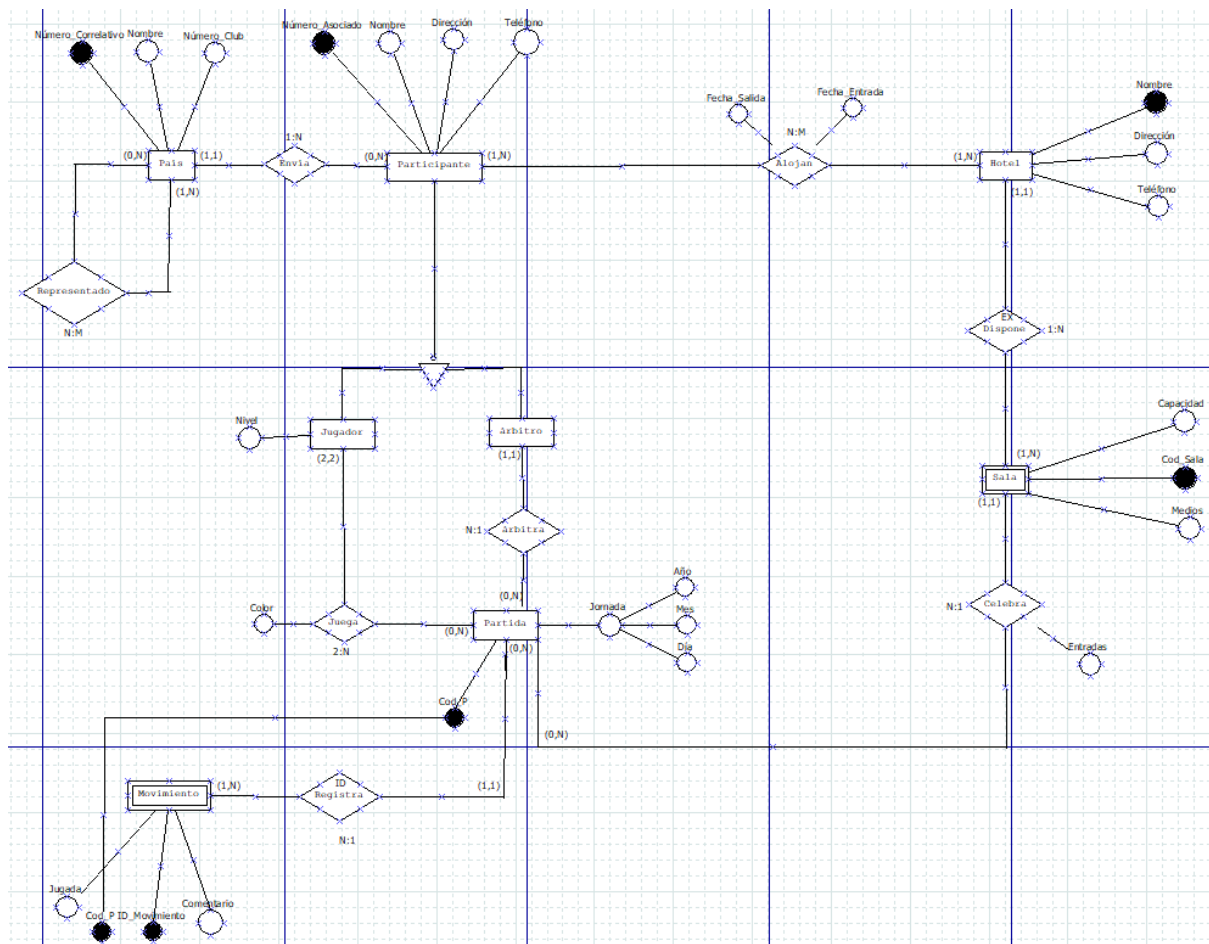 Número_Correlativo
Nombre
Número_Club
Número_Asociado
Nombre
Dirección
Teléfono
Fecha_Salida
Fecha_Entrada
Nombre
Dirección
Teléfono
1:N
N:M
(0,N)
País
(1,1)
Envía
(0,N)
Participante
(1,N)
Alojan
(1,N)
Hotel
(1,N)
(1,1)
Representado
N:M
EX
Dispone
1:N
Nivel
Jugador
(2,2)
Árbitro
(1,1)
Capacidad
(1,N)
Cod_Sala
Sala
(1,1)
Medios
N:1
Arbitra
Año
Color
Juega
2:N
(0,N)
(0,N)
Partida
(0,N)
Jornada
Mes
Día
N:1
Celebra
Entradas
Cod_P
(0,N)
Movimiento
(1,N)
ID
Registra
(1,1)
N:1
Jugada
Cod_P
ID_Movimiento
Comentario